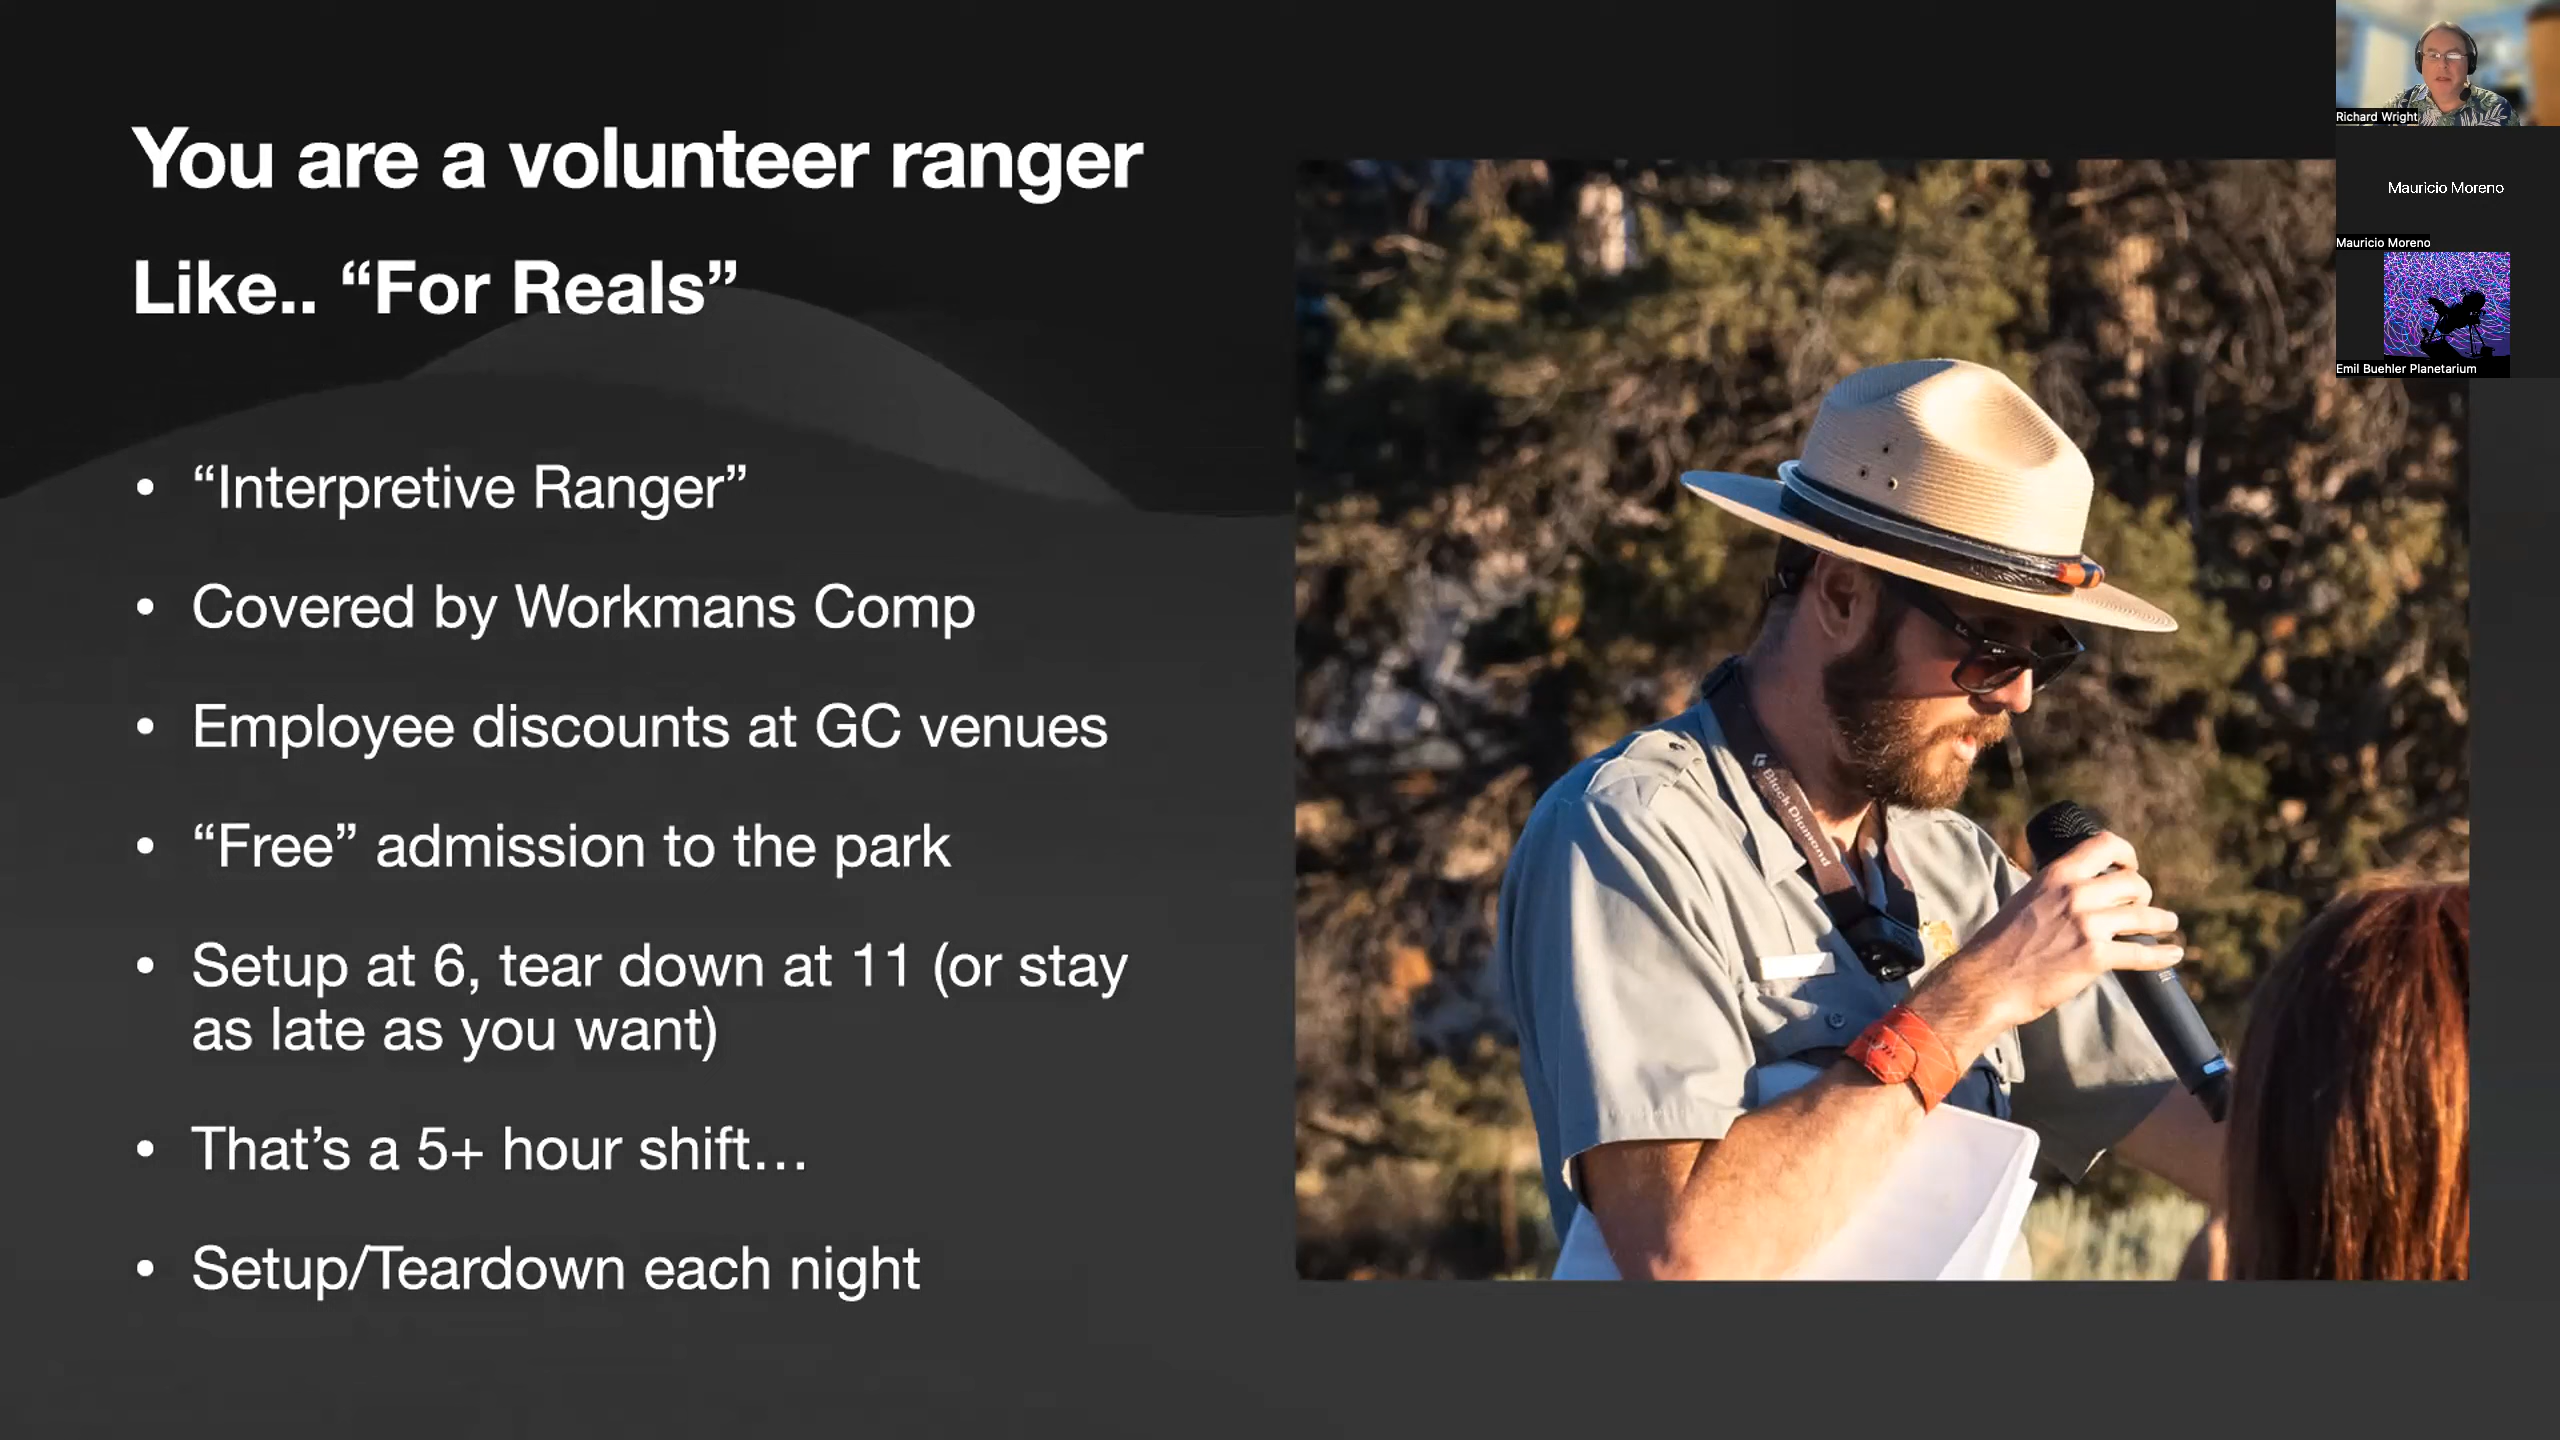 You are a volunteer ranger
Like.. “For Reals”
• “Interpretive Ranger”
• Covered by Workmans Comp
• Employee discounts at GC venues
• “Free” admission to the park
• Setup at 6, tear down at 11 (or stay
as late as you want)
• That’s a 5+ hour shift…
• Setup/Teardown each night
Black Diamond
Richard Wright
Mauricio Moreno
Mauricio Moreno
Emil Buehler Planetarium